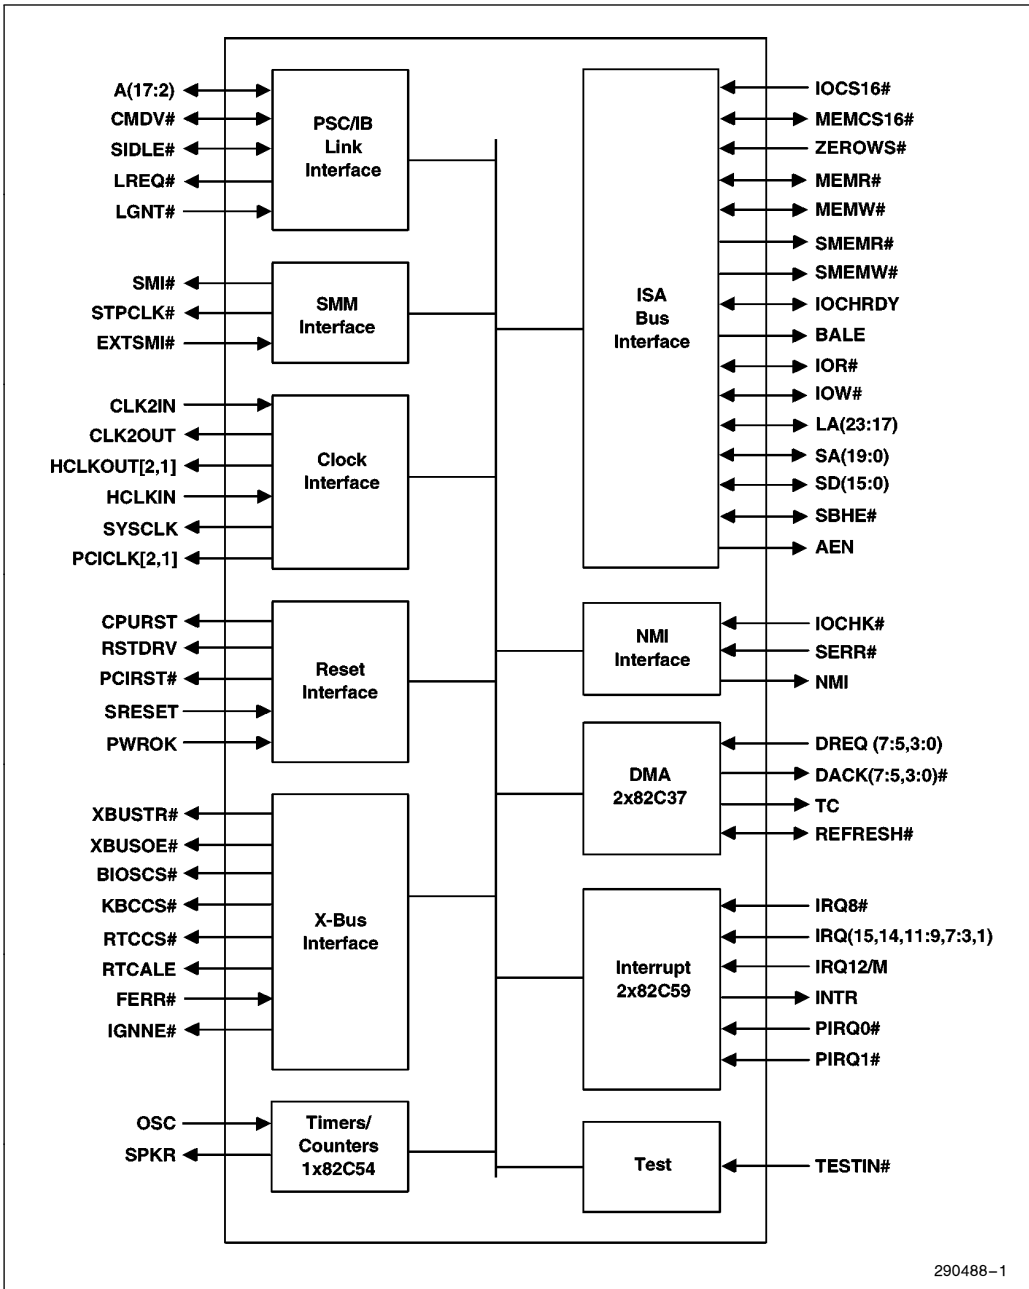 A(17:2)
CMDV#
SIDLE#
LREQ#
LGNT#
PSC/IB
Link
Interface
SMI#
STPCLK#
EXTSMI#
SMM
Interface
CLK2IN
CLK2OUT
HCLKOUT[2,1]
HCLKIN
SYSCLK
PCICLK[2,1]
Clock
Interface
CPURST
RSTDRV
PCIRST#
SRESET
PWROK
Reset
Interface
XBUSTR#
XBUSOE#
BIOSCS#
KBCCS#
RTCCS#
RTCALE
FERR#
IGNNE#
X-Bus
Interface
OSC
SPKR
Timers/
Counters
1x82C54
ISA
Bus
Interface
IOCS16#
MEMCS16#
ZEROWS#
MEMR#
MEMW#
SMEMR#
SMEMW#
IOCHRDY
BALE
IOR#
IOW#
LA(23:17)
SA(19:0)
SD(15:0)
SBHE#
AEN
NMI
Interface
IOCHK#
SERR#
NMI
DMA
2x82C37
DREQ (7:5,3:0)
DACK(7:5,3:0)#
TC
REFRESH#
Interrupt
2x82C59
IRQ8#
IRQ(15,14,11:9,7:3,1)
IRQ12/M
INTR
PIRQ0#
PIRQ1#
Test
TESTIN#
290488–1